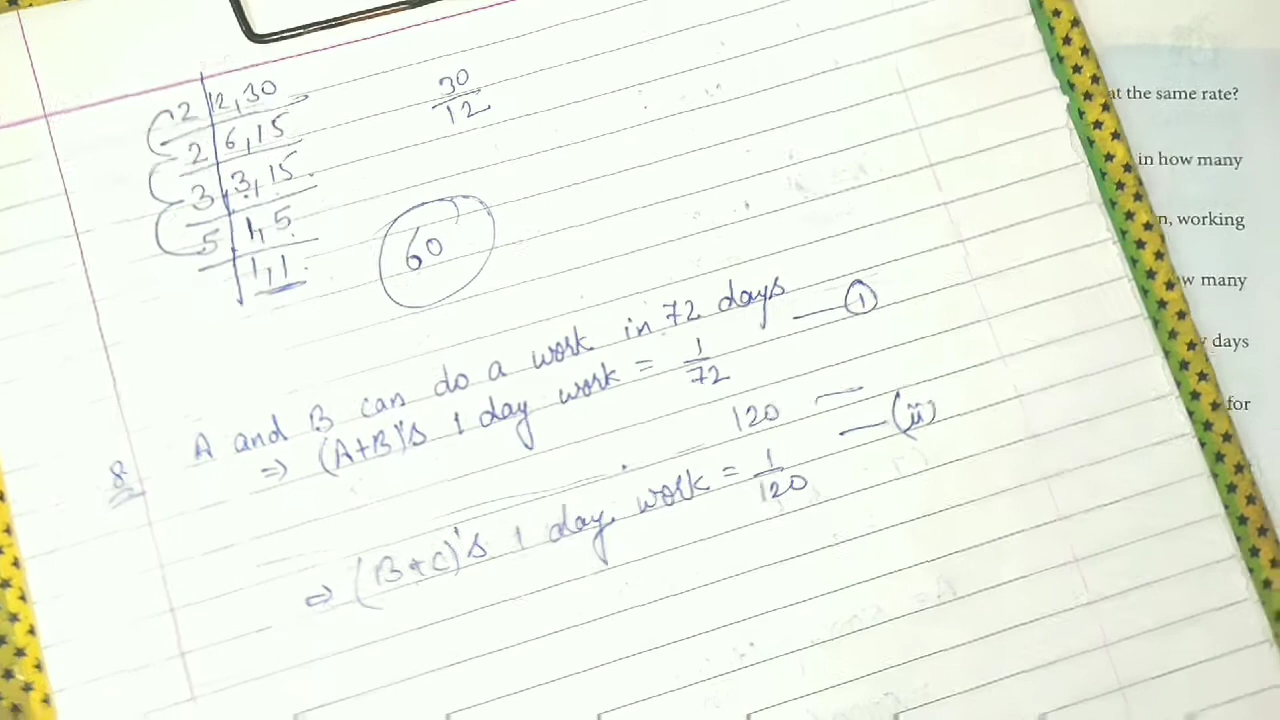 2 | 12, 30
2 | 6, 15
3 | 3, 15
5 | 1, 5
1, 1
30
12
60
A and B can do a work in 72 days — (1)
8 ⇒ (A+B)'s 1 day work = 1/72
120 —
⇒ (B+C)'s 1 day work = 1/120 — (ii)
at the same rate?
in how many
n, working
w many
days
for